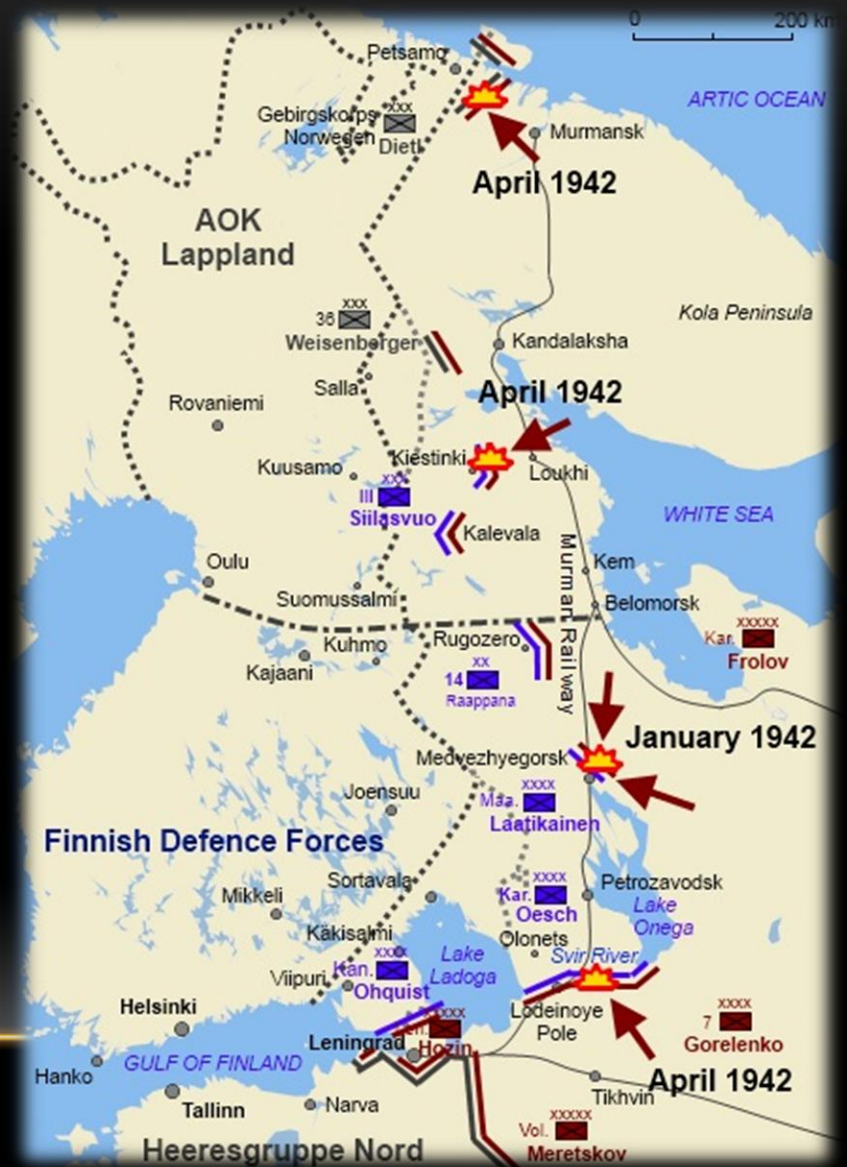 0
200 km
Petsamo
ARTIC OCEAN
xxx
Gebirgskorps
Norwegen
Dietl
Murmansk
April 1942
AOK
Lappland
xxx
36
Weisenberger
Kola Peninsula
Kandalaksha
Salla
April 1942
Rovaniemi
Kiestinki
Kuusamo
Loukhi
xxx
III
Siilasvuo
WHITE SEA
Kalevala
Murman Railway
Oulu
Kem
Suomussalmi
Belomorsk
xxxxx
Kar.
Frolov
Rugozero
Kuhmo
Kajaani
xx
14
Raappana
January 1942
Medvezhyegorsk
Joensuu
xxxx
Maa.
Laatikainen
Finnish Defence Forces
Sortavala
xxxx
Kar.
Oesch
Petrozavodsk
Mikkeli
Lake
Onega
Käkisalmi
Olonets
Lake
Ladoga
Svir River
xxxx
Kan.
Ohquist
Viipuri
Helsinki
Lodeinoye
Pole
xxxx
7
Gorelenko
xxxxx
Hozin
Leningrad
GULF OF FINLAND
Hanko
April 1942
Tikhvin
Tallinn
Narva
xxxxx
Vol.
Meretskov
Heeresgruppe Nord